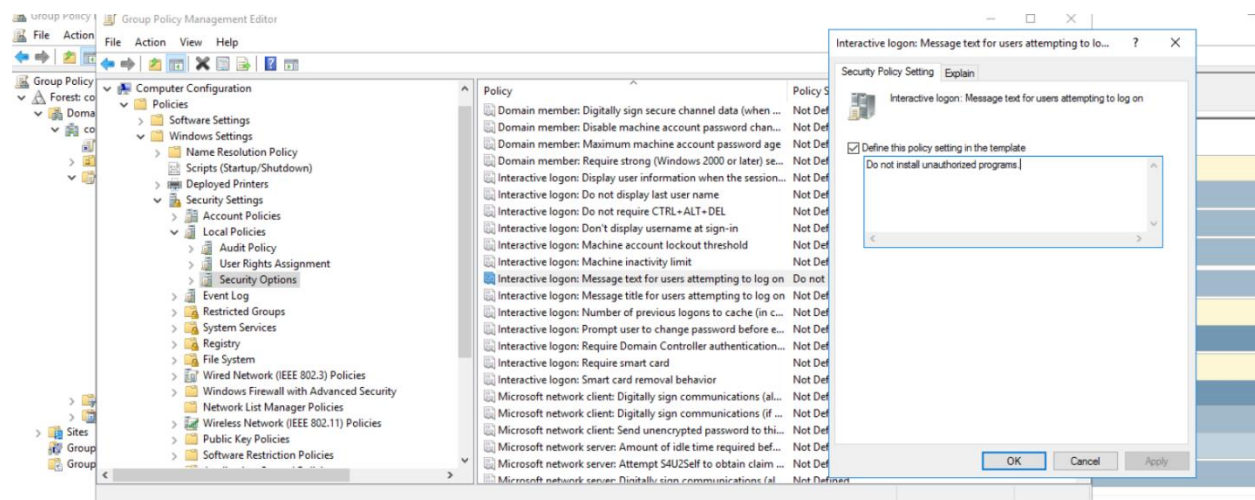 Group Policy
File Action
Group Policy
Forest: co
Doma
co
Sites
Group
Group
Group Policy Management Editor
File Action View Help
Computer Configuration
Policies
Software Settings
Windows Settings
Name Resolution Policy
Scripts (Startup/Shutdown)
Deployed Printers
Security Settings
Account Policies
Local Policies
Audit Policy
User Rights Assignment
Security Options
Event Log
Restricted Groups
System Services
Registry
File System
Wired Network (IEEE 802.3) Policies
Windows Firewall with Advanced Security
Network List Manager Policies
Wireless Network (IEEE 802.11) Policies
Public Key Policies
Software Restriction Policies
Policy Policy S
Domain member: Digitally sign secure channel data (when ... Not Def
Domain member: Disable machine account password chan... Not Def
Domain member: Maximum machine account password age Not Def
Domain member: Require strong (Windows 2000 or later) se... Not Def
Interactive logon: Display user information when the session... Not Def
Interactive logon: Do not display last user name Not Def
Interactive logon: Do not require CTRL+ALT+DEL Not Def
Interactive logon: Don't display username at sign-in Not Def
Interactive logon: Machine account lockout threshold Not Def
Interactive logon: Machine inactivity limit Not Def
Interactive logon: Message text for users attempting to log on Do not
Interactive logon: Message title for users attempting to log on Not Def
Interactive logon: Number of previous logons to cache (in c... Not Def
Interactive logon: Prompt user to change password before e... Not Def
Interactive logon: Require Domain Controller authentication... Not Def
Interactive logon: Require smart card Not Def
Interactive logon: Smart card removal behavior Not Def
Microsoft network client: Digitally sign communications (al... Not Def
Microsoft network client: Digitally sign communications (if ... Not Def
Microsoft network client: Send unencrypted password to thi... Not Def
Microsoft network server: Amount of idle time required bef... Not Def
Microsoft network server: Attempt S4U2Self to obtain claim ... Not Def
Microsoft network server: Digitally sign communications (al... Not Defined
Interactive logon: Message text for users attempting to lo... ?
Security Policy Setting Explain
Interactive logon: Message text for users attempting to log on
Define this policy setting in the template
Do not install unauthorized programs.
OK Cancel Apply